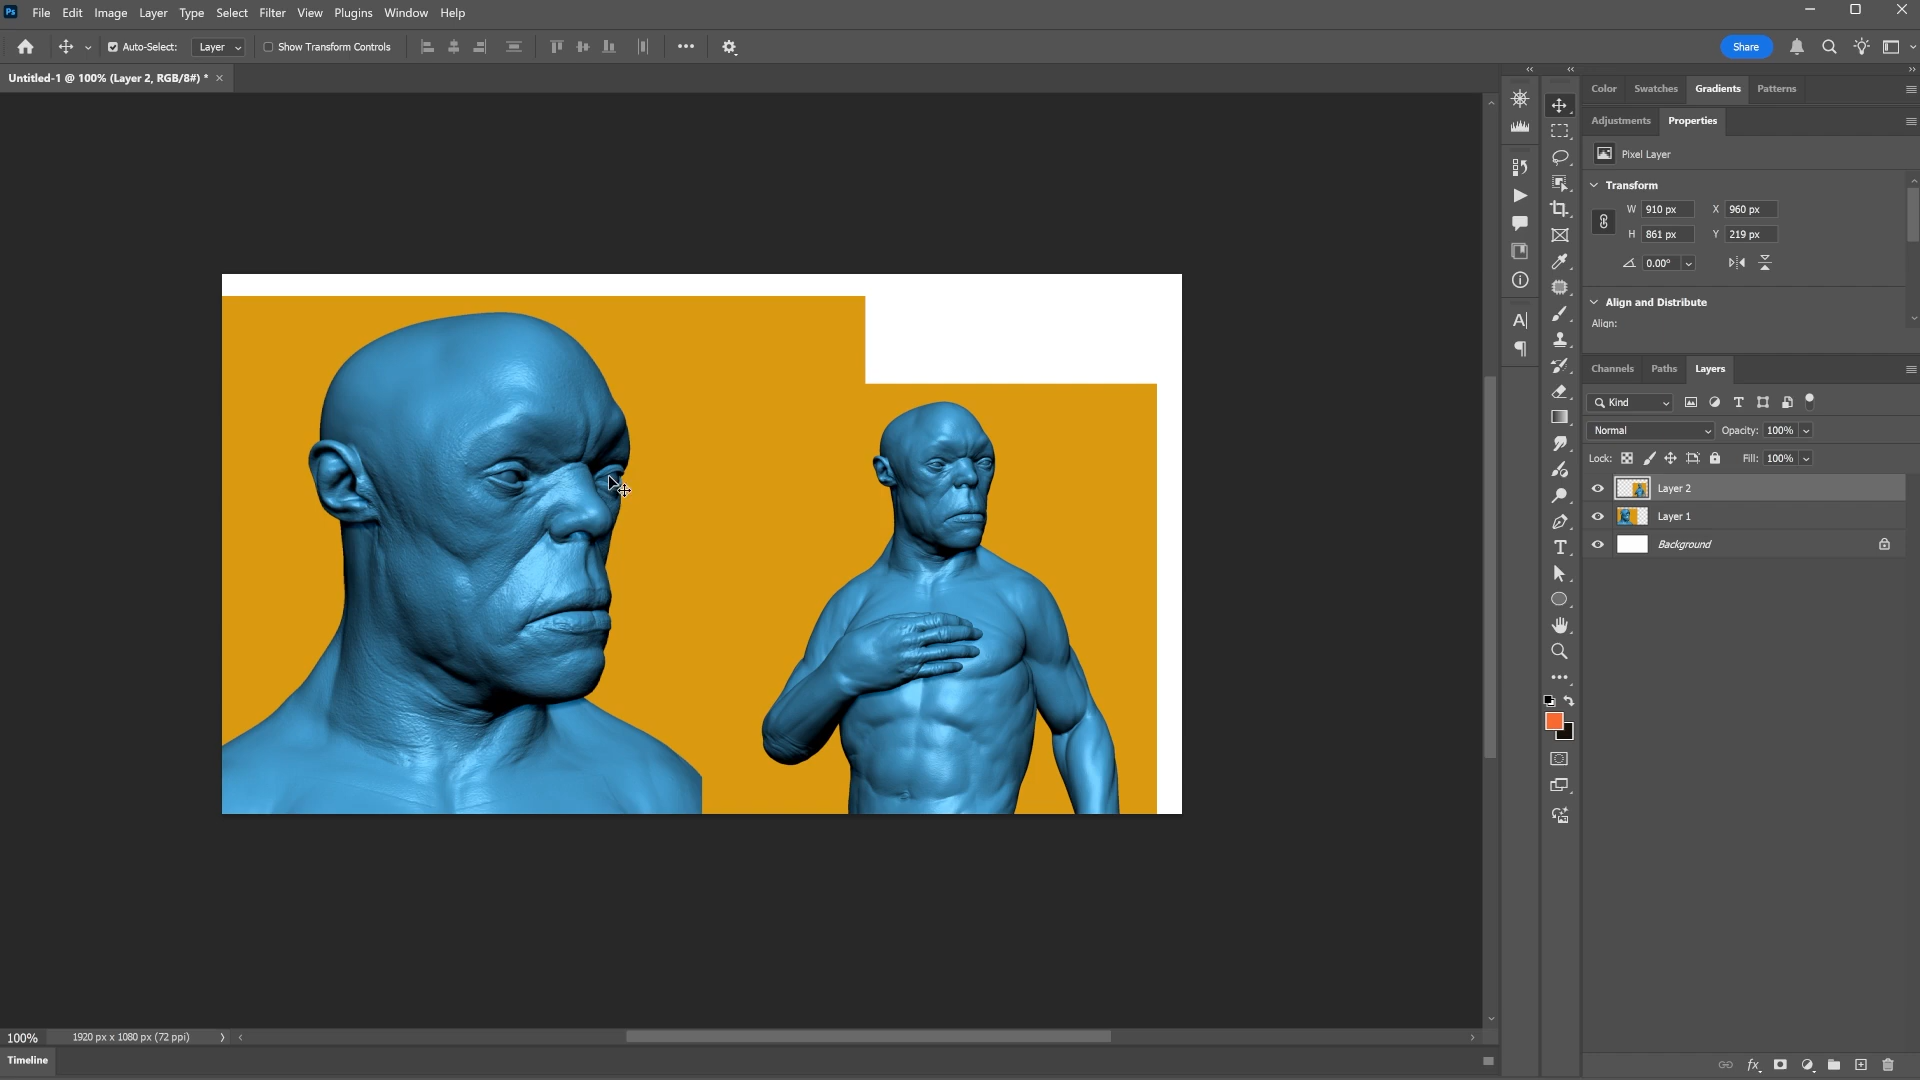 Ps File Edit Image Layer Type Select Filter View Plugins Window Help
Auto-Select: Layer Show Transform Controls Share
Untitled-1 @ 100% (Layer 2, RGB/8#) *
Color Swatches Gradients Patterns
Adjustments Properties
Pixel Layer
Transform
W 910 px X 960 px
H 861 px Y 219 px
0.00°
Align and Distribute
Align:
Channels Paths Layers
Kind
Normal Opacity: 100%
Lock: Fill: 100%
Layer 2
Layer 1
Background
100% 1920 px x 1080 px (72 ppi)
Timeline